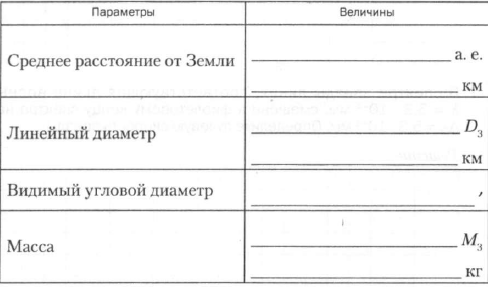 Параметры Величины
Среднее расстояние от Земли
а. е.
км
Линейный диаметр
D₃
км
Видимый угловой диаметр ′
Масса
M₃
кг